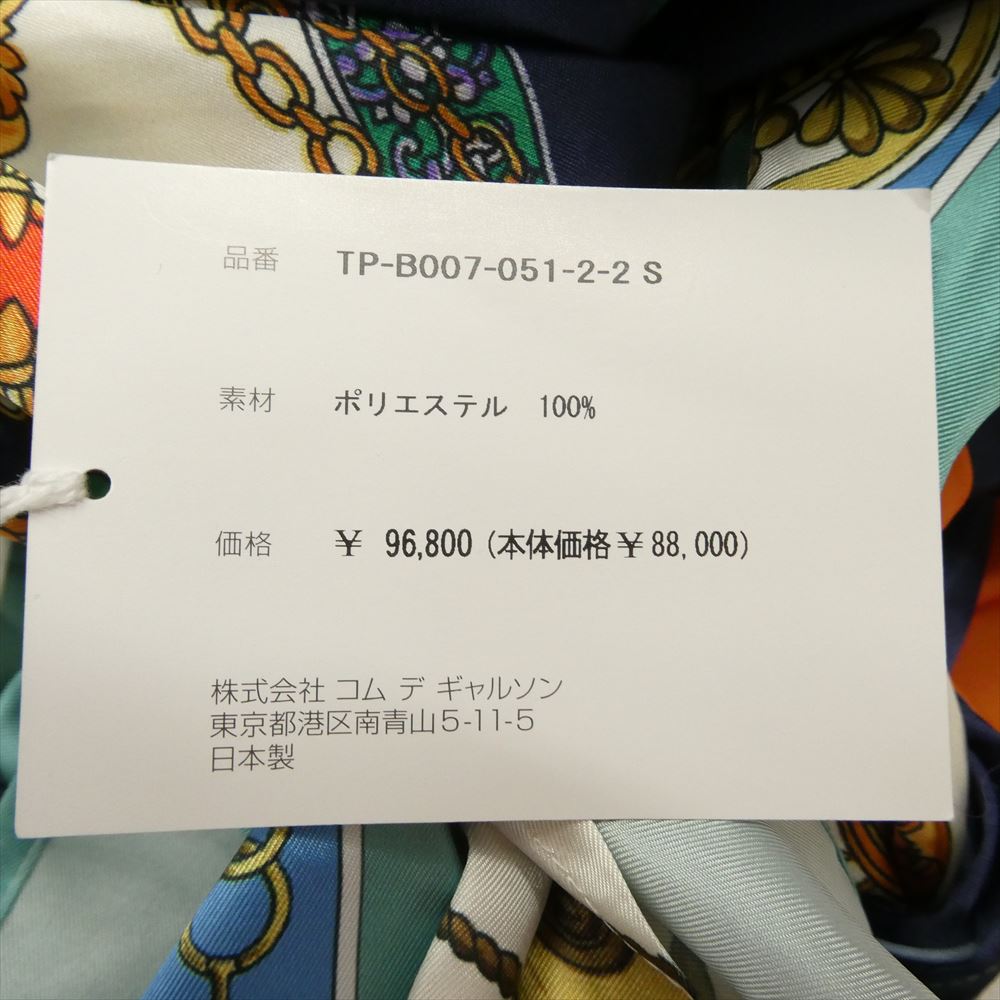 品番 TP-B007-051-2-2 S
素材 ポリエステル 100%
価格 ￥ 96,800 (本体価格￥88,000)
株式会社 コム デ ギャルソン
東京都港区南青山5-11-5
日本製